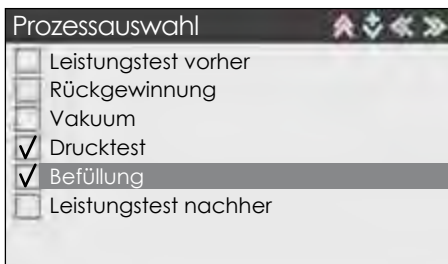 Prozessauswahl
Leistungstest vorher
Rückgewinnung
Vakuum
Drucktest
Befüllung
Leistungstest nachher